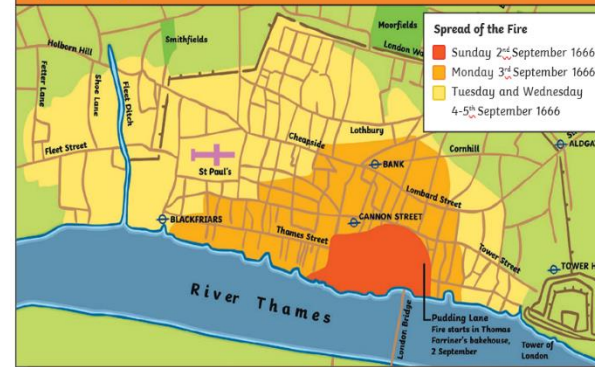 Moorfields
Smithfields
London Wa
Holborn Hill
Fetter Lane
Shoe Lane
Fleet Ditch
Fleet Street
St Paul's
Cheapside
Lothbury
Cornhill
BANK
ALDGA
Lombard Street
CANNON STREET
BLACKFRIARS
Thames Street
Tower Street
TOWER H
River Thames
London Bridge
Pudding Lane
Fire starts in Thomas
Farriner's bakehouse,
2 September
Tower of
London
Spread of the Fire
Sunday 2nd September 1666
Monday 3rd September 1666
Tuesday and Wednesday
4-5th September 1666